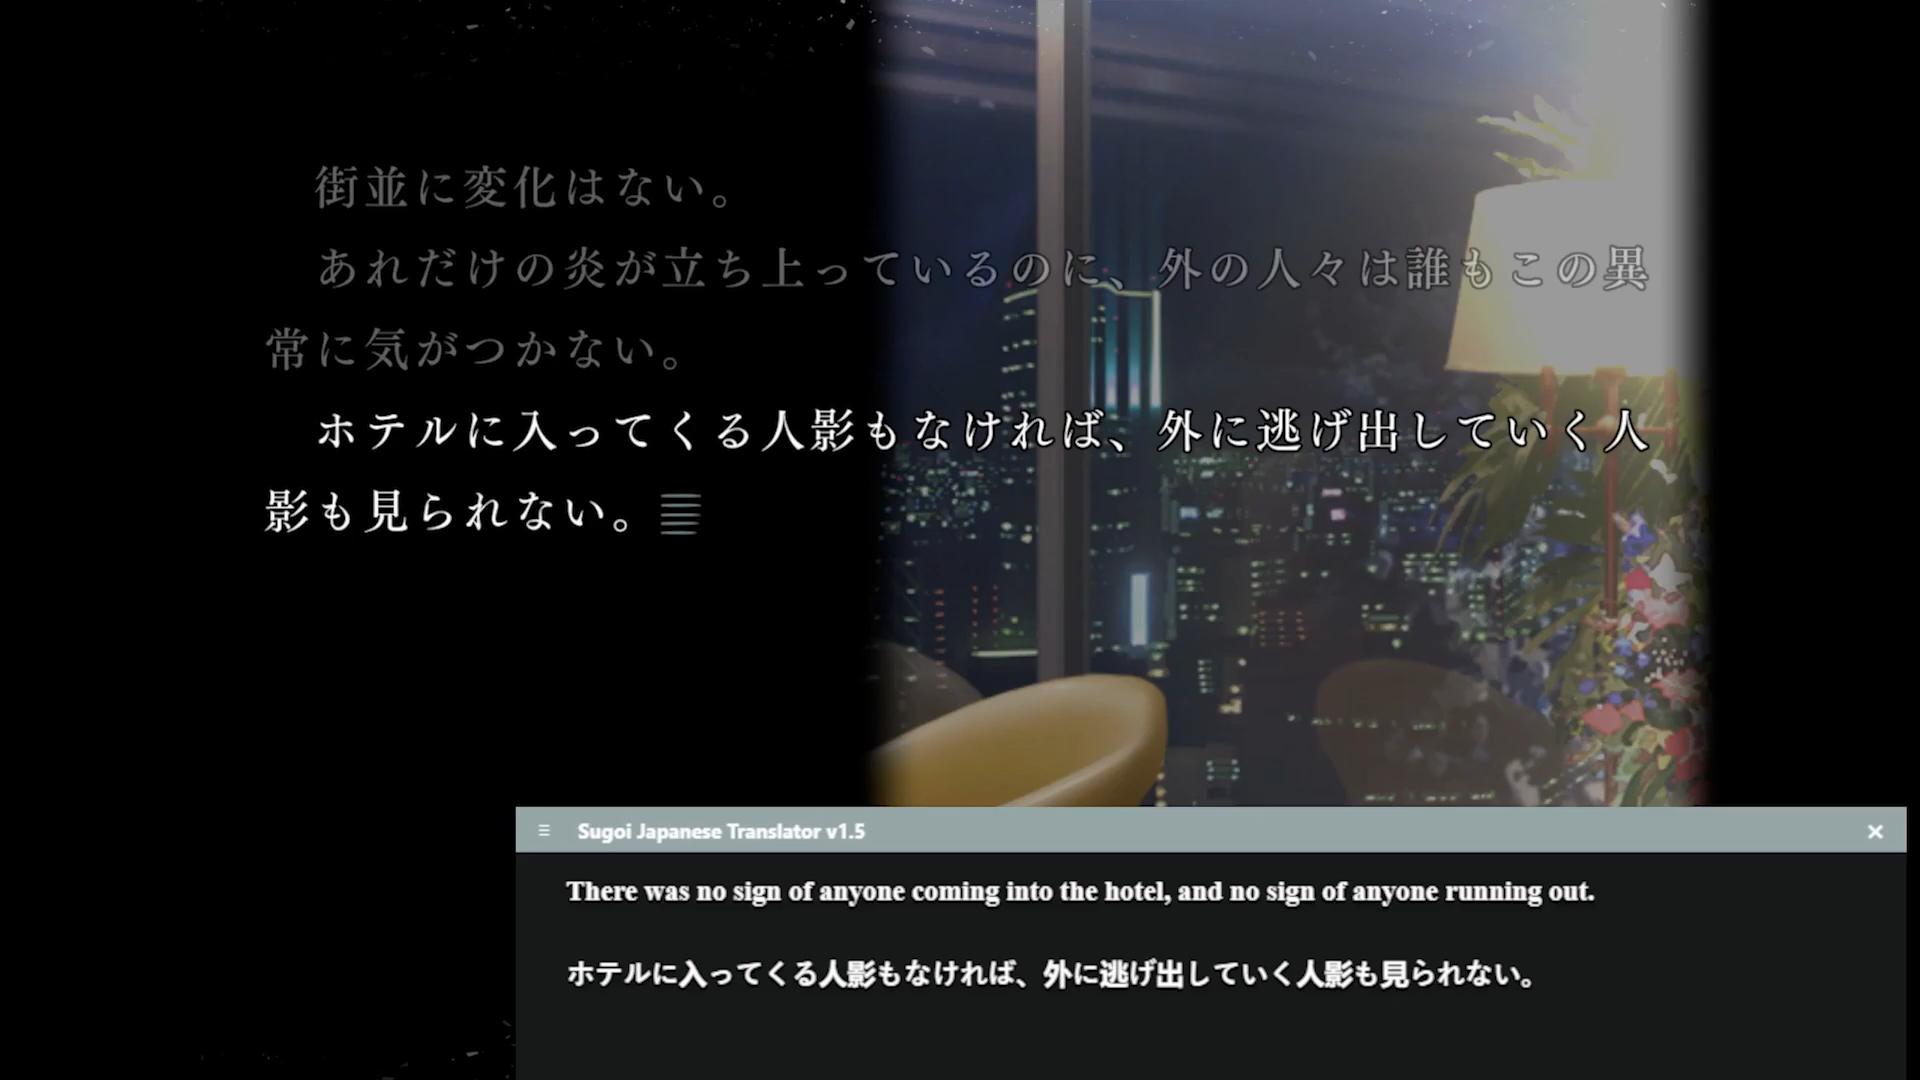 街並に変化はない。
あれだけの炎が立ち上っているのに、外の人々は誰もこの異
常に気がつかない。
ホテルに入ってくる人影もなければ、外に逃げ出していく人
影も見られない。
Sugoi Japanese Translator v1.5
There was no sign of anyone coming into the hotel, and no sign of anyone running out.
ホテルに入ってくる人影もなければ、外に逃げ出していく人影も見られない。